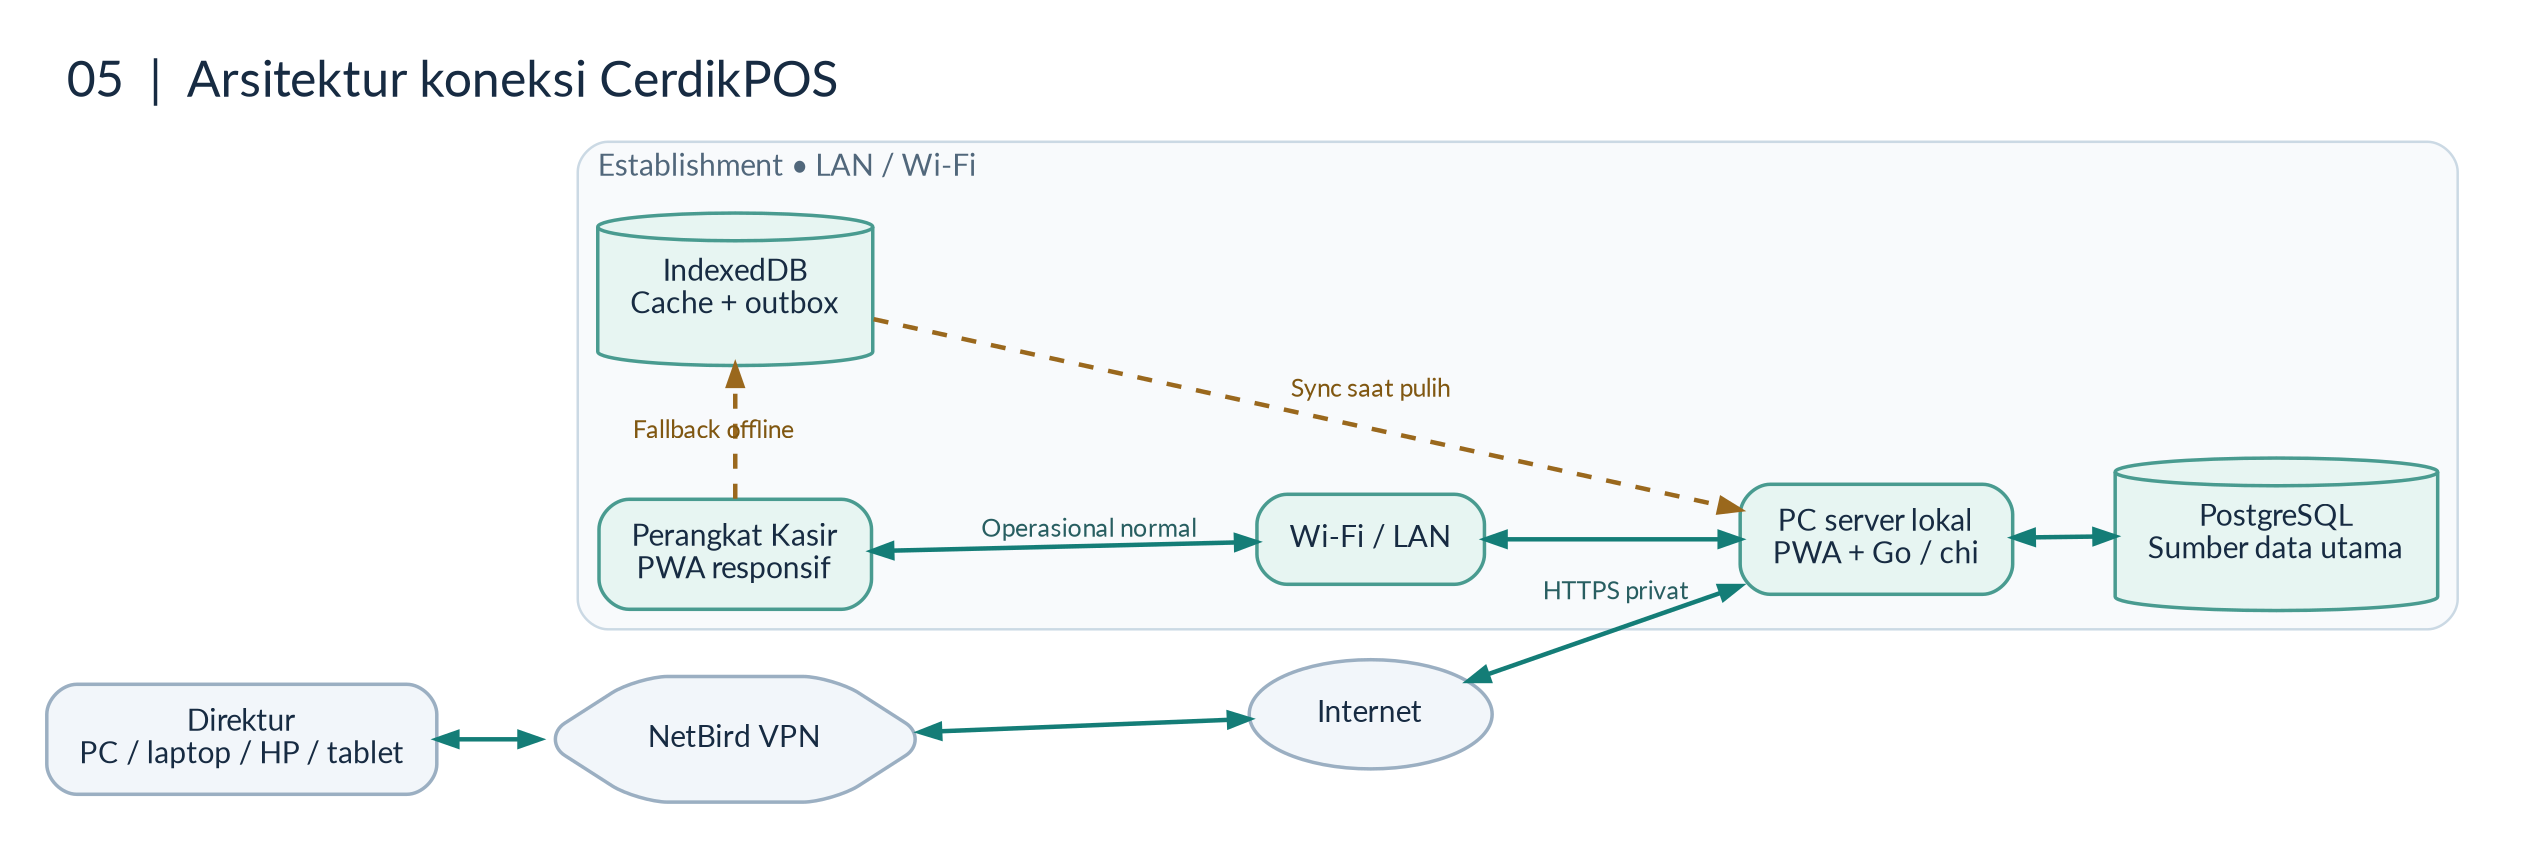 05 | Arsitektur koneksi CerdikPOS
Establishment • LAN / Wi-Fi
IndexedDB
Cache + outbox
Sync saat pulih
Fallback offline
Perangkat Kasir
PWA responsif
Operasional normal
Wi-Fi / LAN
PC server lokal
PWA + Go / chi
PostgreSQL
Sumber data utama
HTTPS privat
Direktur
PC / laptop / HP / tablet
NetBird VPN
Internet